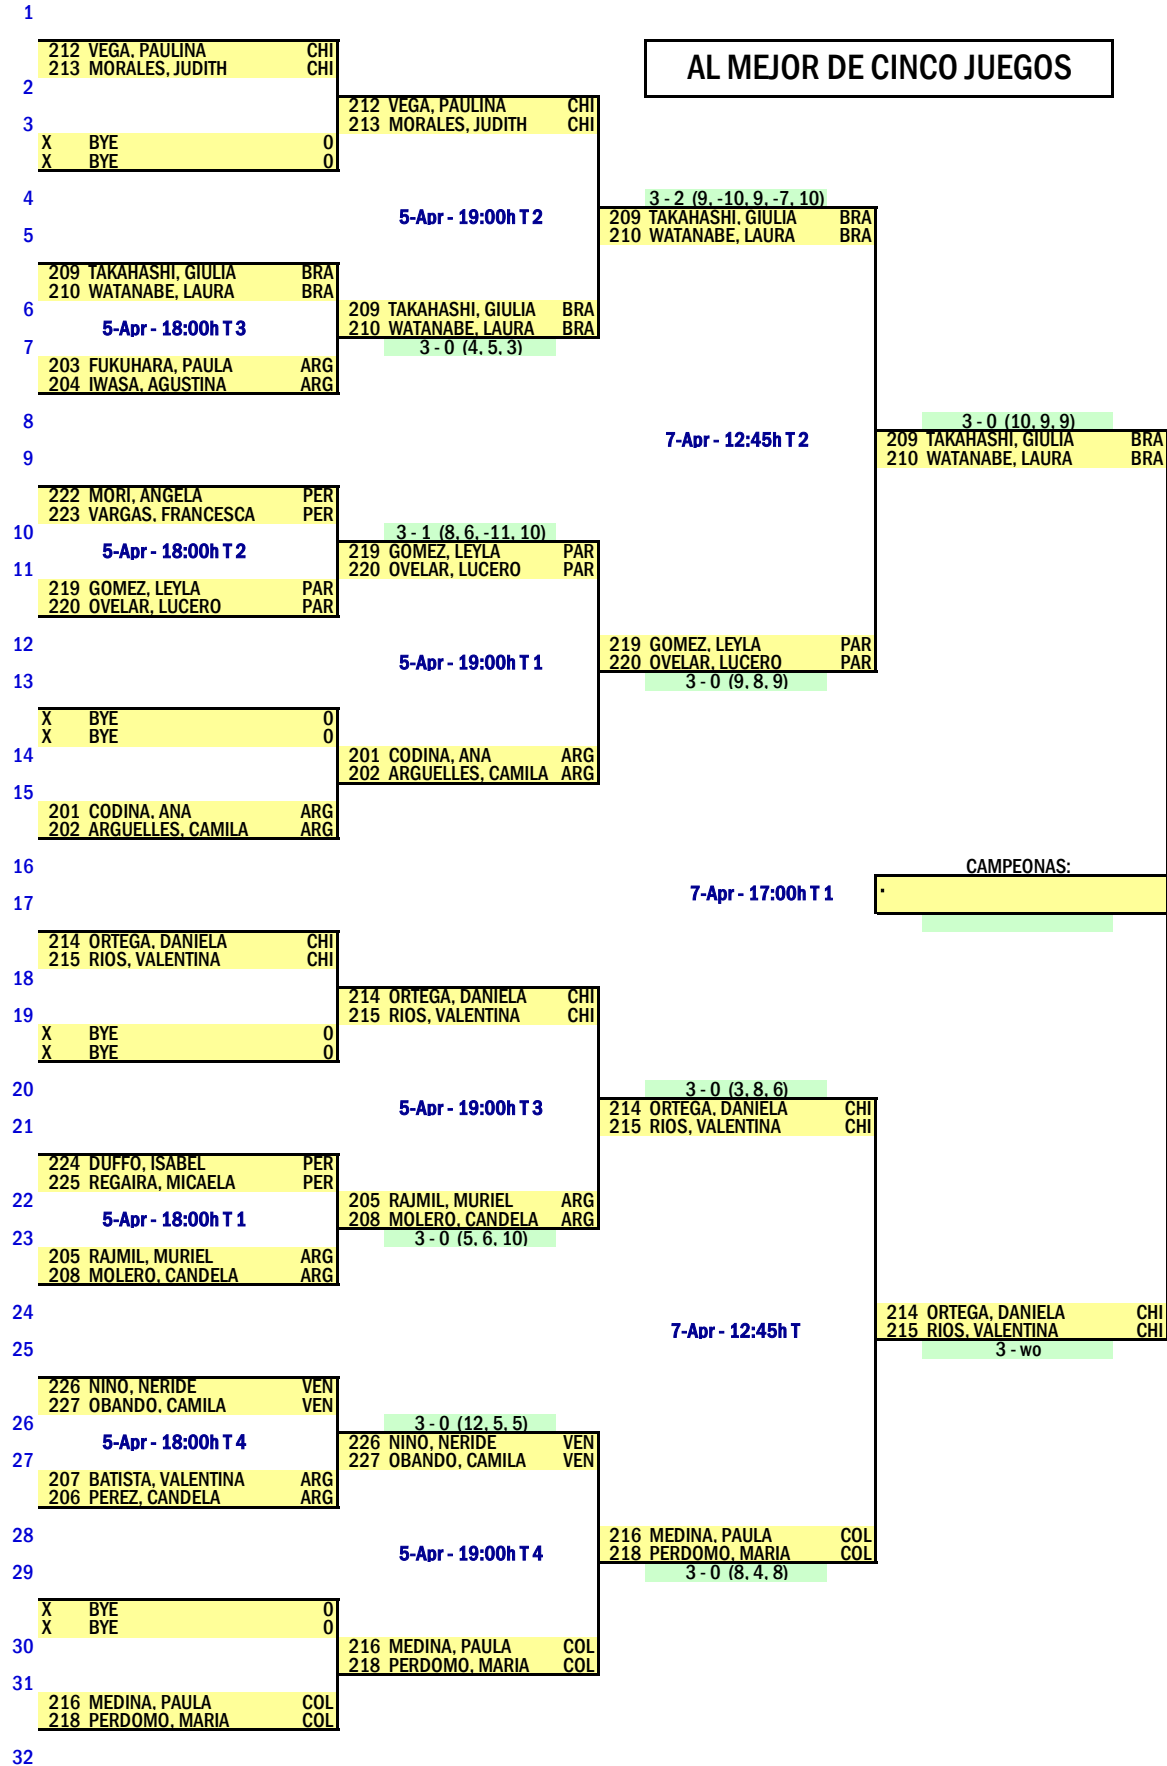 1
212 VEGA, PAULINA CHI
213 MORALES, JUDITH CHI
AL MEJOR DE CINCO JUEGOS
2
212 VEGA, PAULINA CHI
3
213 MORALES, JUDITH CHI
X BYE 0
X BYE 0
4
3 - 2 (9, -10, 9, -7, 10)
5-Apr - 19:00h T 2
209 TAKAHASHI, GIULIA BRA
5
210 WATANABE, LAURA BRA
209 TAKAHASHI, GIULIA BRA
210 WATANABE, LAURA BRA
6
209 TAKAHASHI, GIULIA BRA
5-Apr - 18:00h T 3
210 WATANABE, LAURA BRA
7
3 - 0 (4, 5, 3)
203 FUKUHARA, PAULA ARG
204 IWASA, AGUSTINA ARG
8
3 - 0 (10, 9, 9)
7-Apr - 12:45h T 2
209 TAKAHASHI, GIULIA BRA
9
210 WATANABE, LAURA BRA
222 MORI, ANGELA PER
223 VARGAS, FRANCESCA PER
10
3 - 1 (8, 6, -11, 10)
5-Apr - 18:00h T 2
219 GOMEZ, LEYLA PAR
11
220 OVELAR, LUCERO PAR
219 GOMEZ, LEYLA PAR
220 OVELAR, LUCERO PAR
12
219 GOMEZ, LEYLA PAR
5-Apr - 19:00h T 1
220 OVELAR, LUCERO PAR
13
3 - 0 (9, 8, 9)
X BYE 0
X BYE 0
14
201 CODINA, ANA ARG
202 ARGUELLES, CAMILA ARG
15
201 CODINA, ANA ARG
202 ARGUELLES, CAMILA ARG
16
CAMPEONAS:
7-Apr - 17:00h T 1
.
17
214 ORTEGA, DANIELA CHI
215 RIOS, VALENTINA CHI
18
214 ORTEGA, DANIELA CHI
19
215 RIOS, VALENTINA CHI
X BYE 0
X BYE 0
20
3 - 0 (3, 8, 6)
5-Apr - 19:00h T 3
214 ORTEGA, DANIELA CHI
21
215 RIOS, VALENTINA CHI
224 DUFFO, ISABEL PER
225 REGAIRA, MICAELA PER
22
205 RAJMIL, MURIEL ARG
5-Apr - 18:00h T 1
208 MOLERO, CANDELA ARG
23
3 - 0 (5, 6, 10)
205 RAJMIL, MURIEL ARG
208 MOLERO, CANDELA ARG
24
214 ORTEGA, DANIELA CHI
7-Apr - 12:45h T
215 RIOS, VALENTINA CHI
25
3 - wo
226 NINO, NERIDE VEN
227 OBANDO, CAMILA VEN
26
3 - 0 (12, 5, 5)
5-Apr - 18:00h T 4
226 NINO, NERIDE VEN
27
227 OBANDO, CAMILA VEN
207 BATISTA, VALENTINA ARG
206 PEREZ, CANDELA ARG
28
216 MEDINA, PAULA COL
5-Apr - 19:00h T 4
218 PERDOMO, MARIA COL
29
3 - 0 (8, 4, 8)
X BYE 0
X BYE 0
30
216 MEDINA, PAULA COL
218 PERDOMO, MARIA COL
31
216 MEDINA, PAULA COL
218 PERDOMO, MARIA COL
32